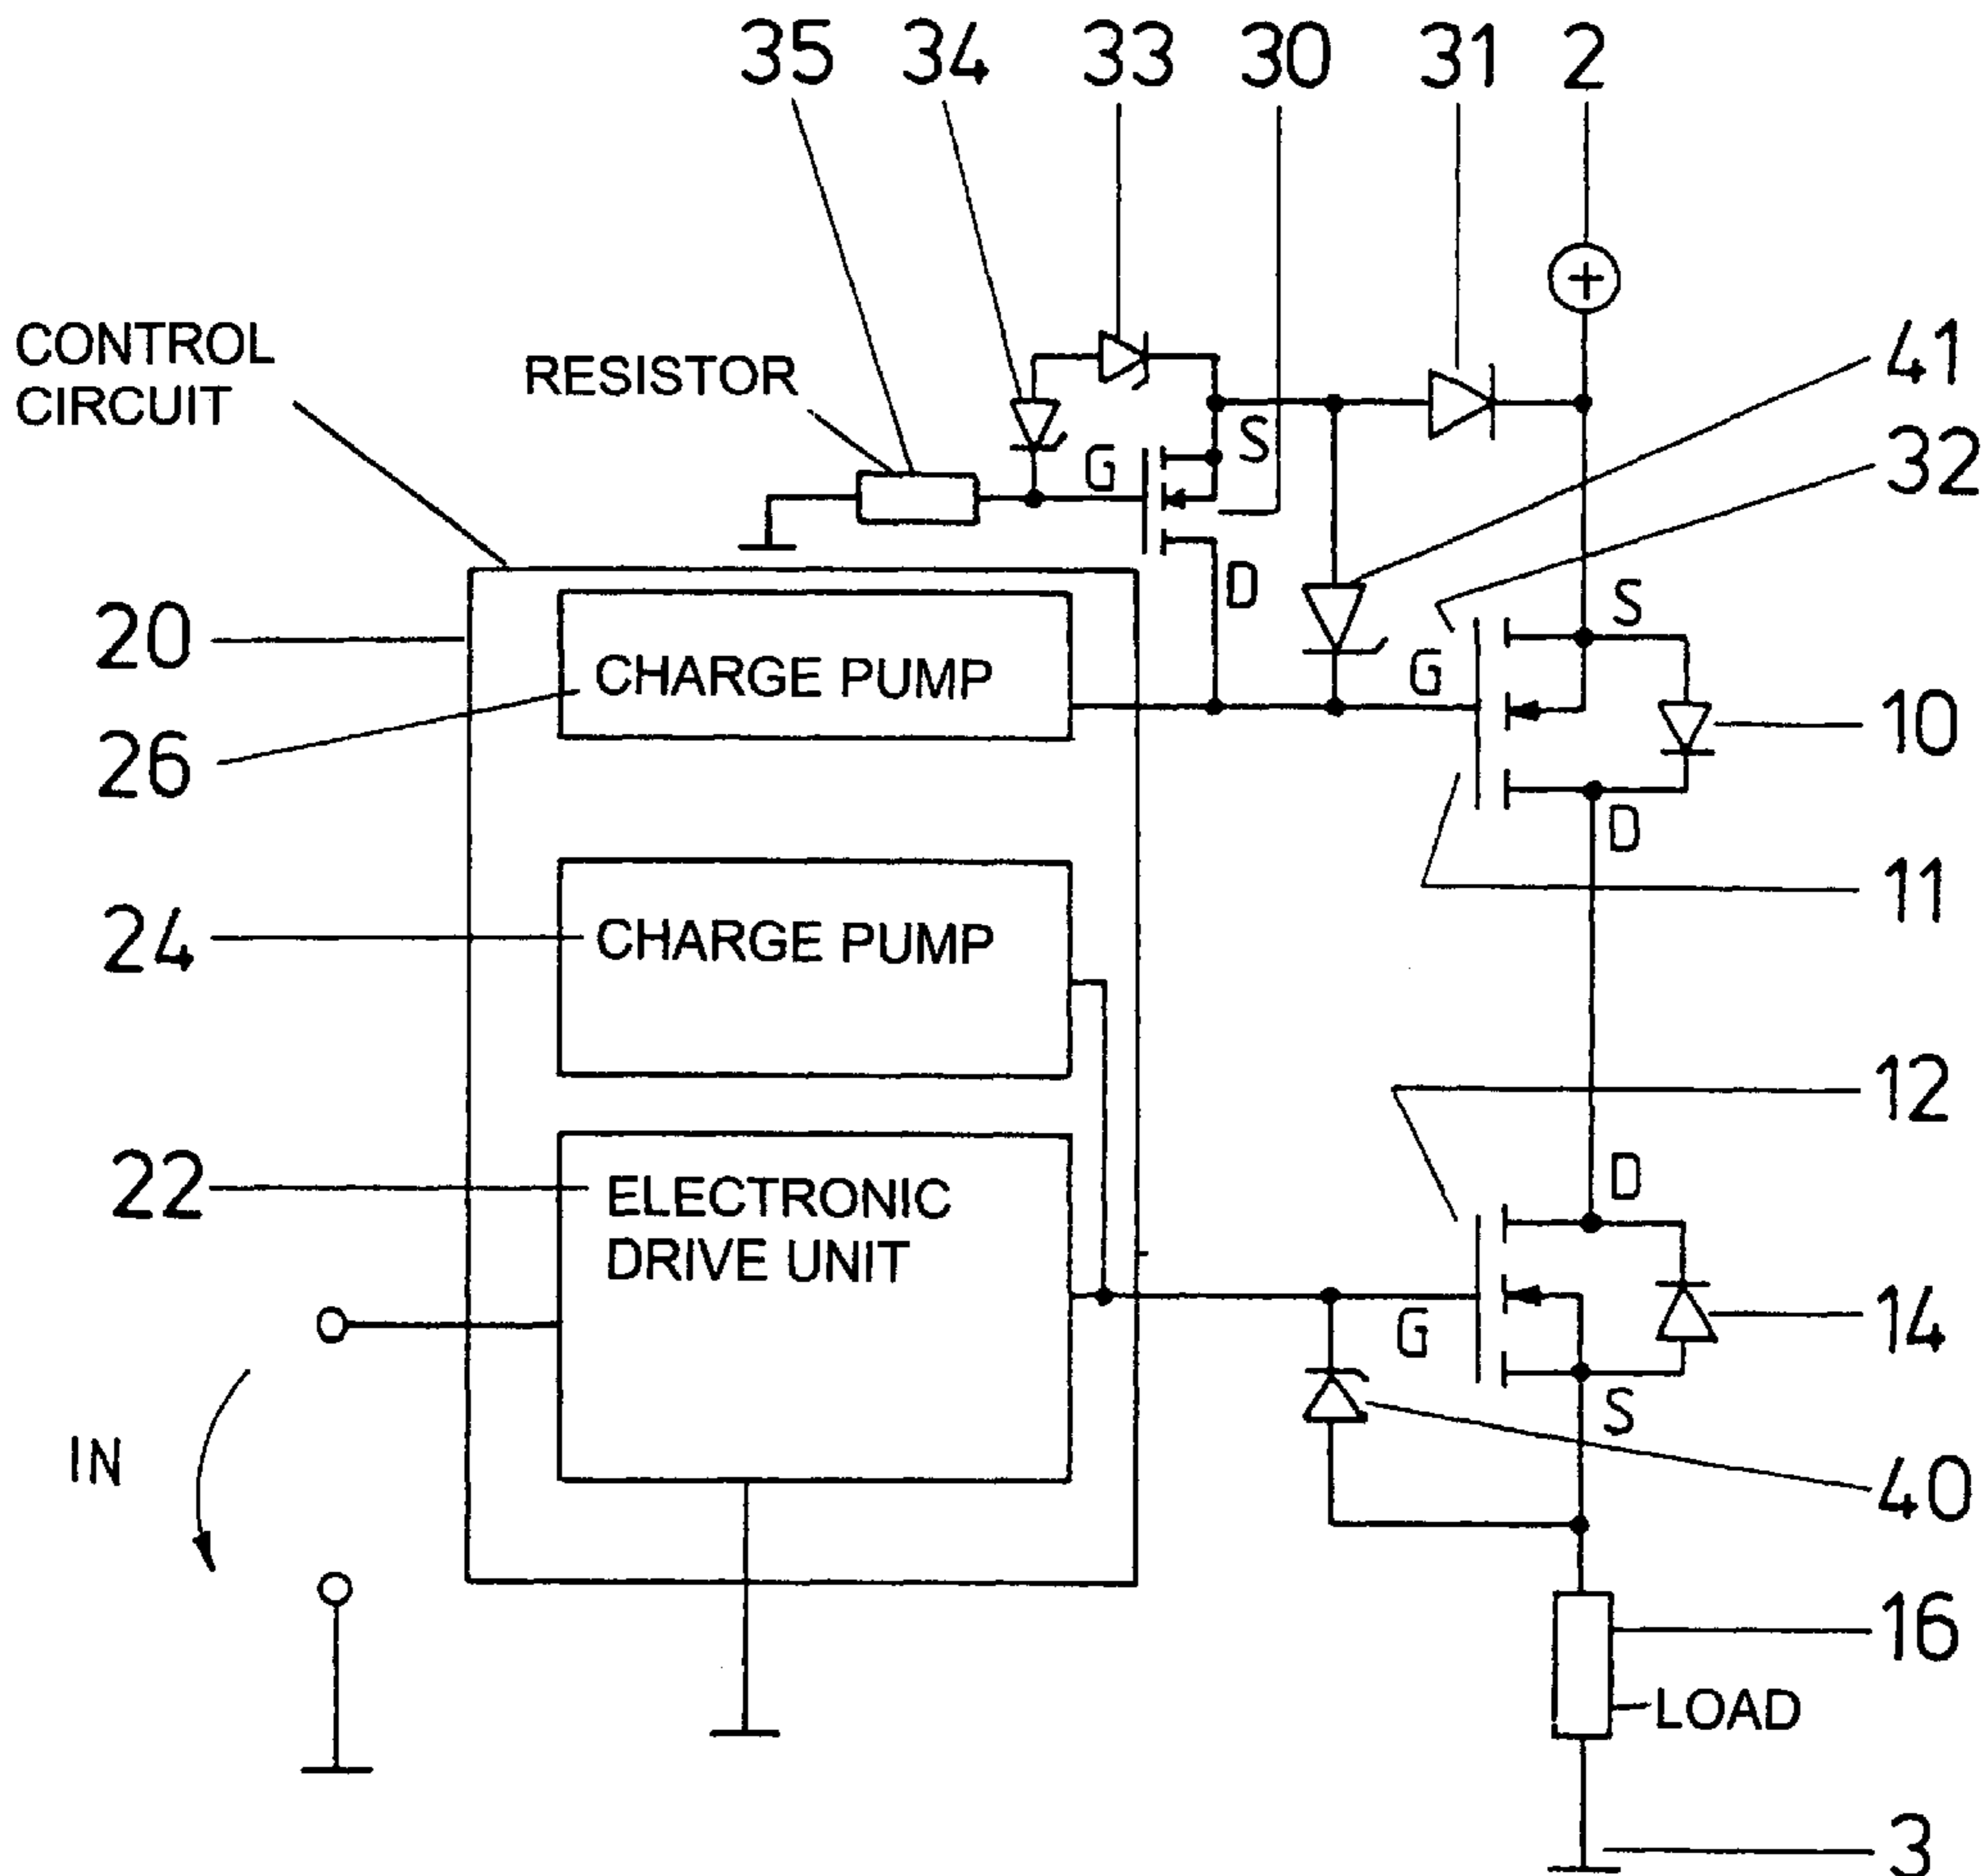 35 34 33 30 31 2
CONTROL
CIRCUIT
RESISTOR
41
32
S
G
D
20
CHARGE PUMP
S
G
26
10
D
11
24
CHARGE PUMP
12
22
ELECTRONIC
DRIVE UNIT
D
G
14
S
IN
40
16
LOAD
3